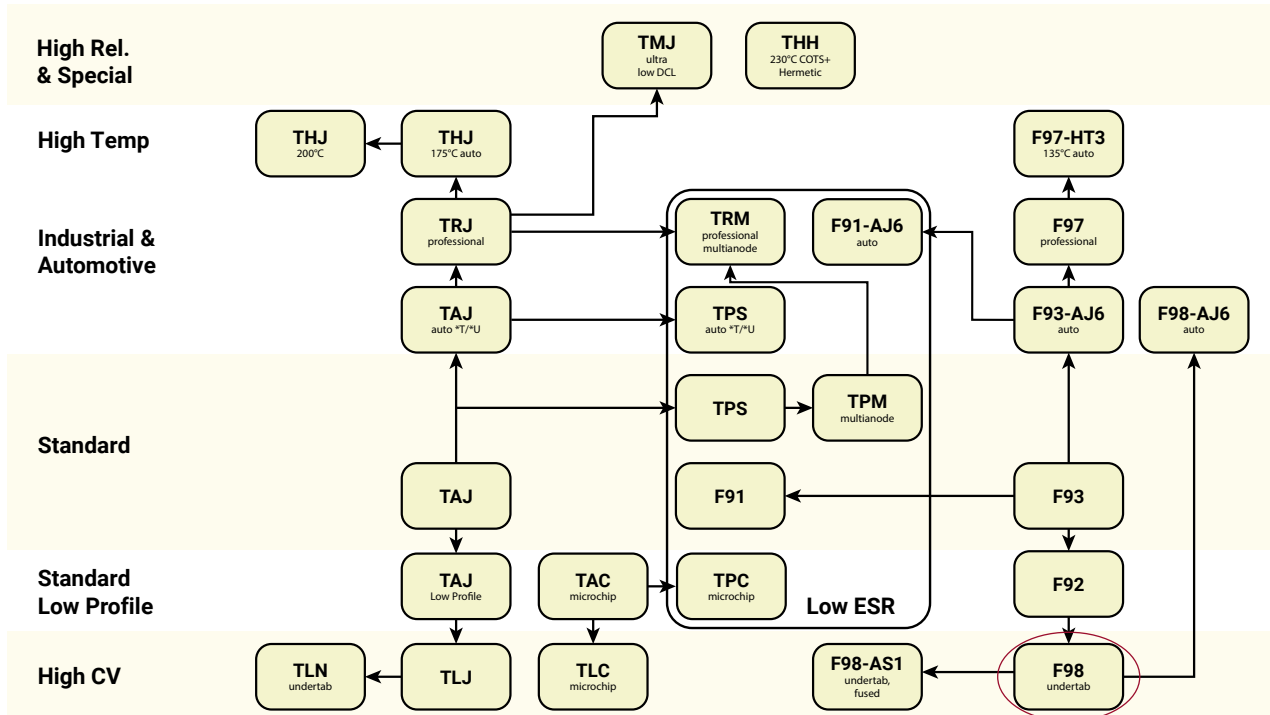 High Rel.
& Special
TMJ
ultra
low DCL
THH
230°C COTS+
Hermetic
High Temp
THJ
200°C
THJ
175°C auto
F97-HT3
135°C auto
Industrial &
Automotive
TRJ
professional
TRM
professional
multianode
F91-AJ6
auto
F97
professional
TAJ
auto *T/*U
TPS
auto *T/*U
F93-AJ6
auto
F98-AJ6
auto
Standard
TPS
TPM
multianode
TAJ
F91
F93
Standard
Low Profile
TAJ
Low Profile
TAC
microchip
TPC
microchip
Low ESR
F92
High CV
TLN
undertab
TLJ
TLC
microchip
F98-AS1
undertab,
fused
F98
undertab